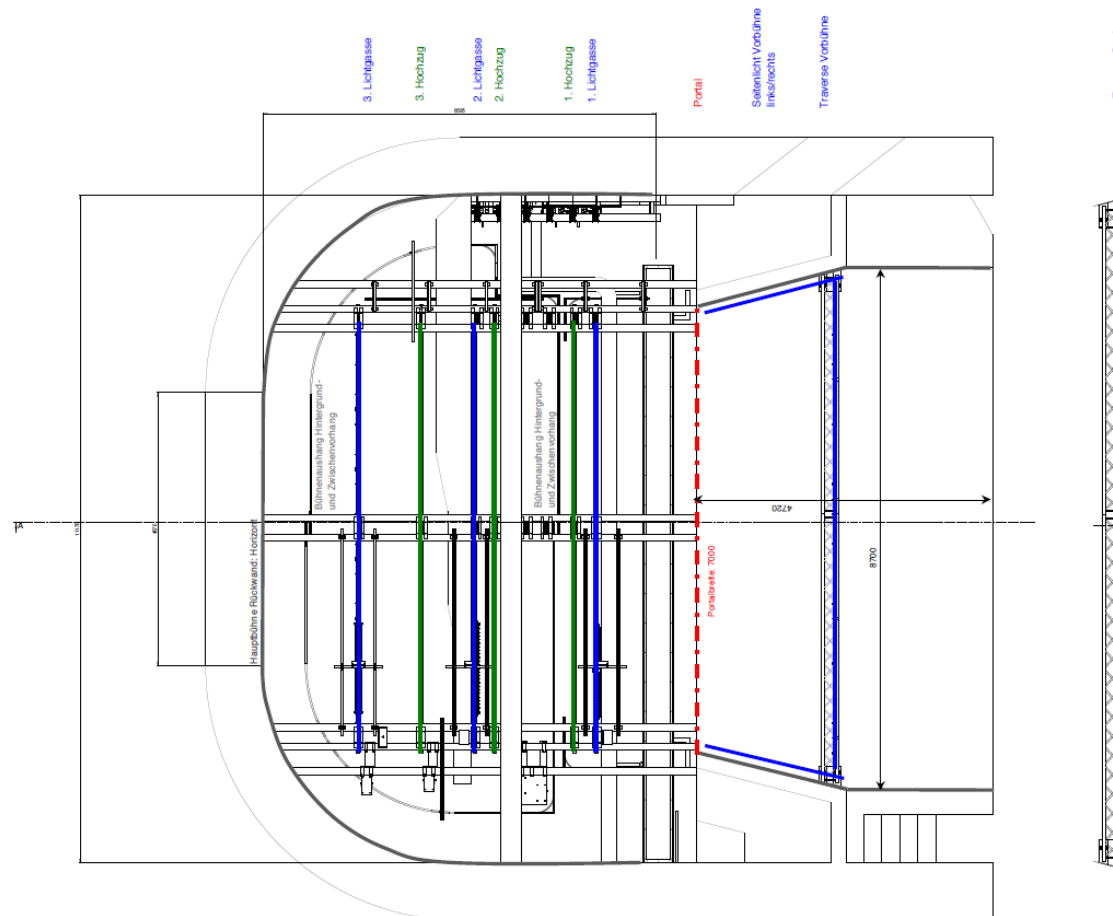 3. Lichtgasse
3. Hochzug
2. Lichtgasse
2. Hochzug
1. Hochzug
1. Lichtgasse
Portal
Seitenlicht Vorbühne
links/rechts
Traverse Vorbühne
Bühnenaushang Hintergrund-
und Zwischenvorhang
Bühnenaushang Hintergrund-
und Zwischenvorhang
Hauptbühne Rückwand: Horizont
A
Portalbreite: 7000
4720
8700